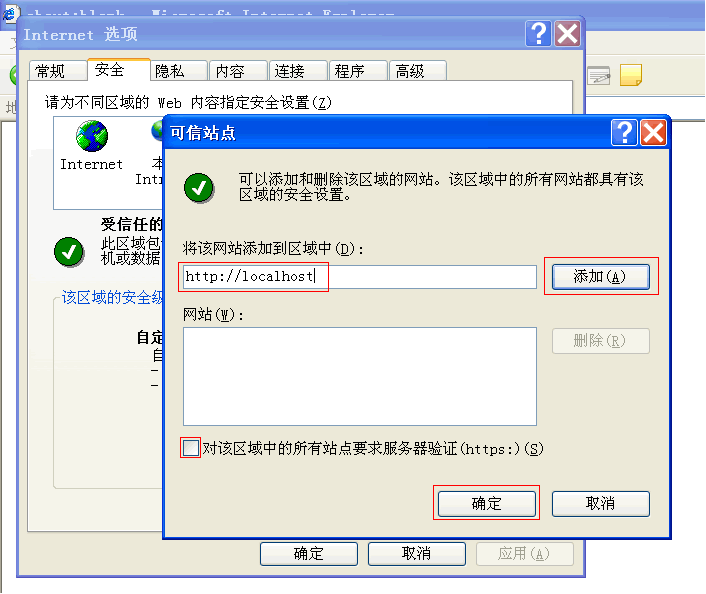 about:blank - Microsoft Internet Explorer
Internet 选项
常规 安全 隐私 内容 连接 程序 高级
请为不同区域的 Web 内容指定安全设置(Z)
Internet
受信任的
此区域包
机或数据
该区域的安全级
自定
可信站点
可以添加和删除该区域的网站。该区域中的所有网站都具有该
区域的安全设置。
将该网站添加到区域中(D):
http://localhost
添加(A)
网站(W):
删除(R)
对该区域中的所有站点要求服务器验证(https:)(S)
确定 取消
确定 取消 应用(A)